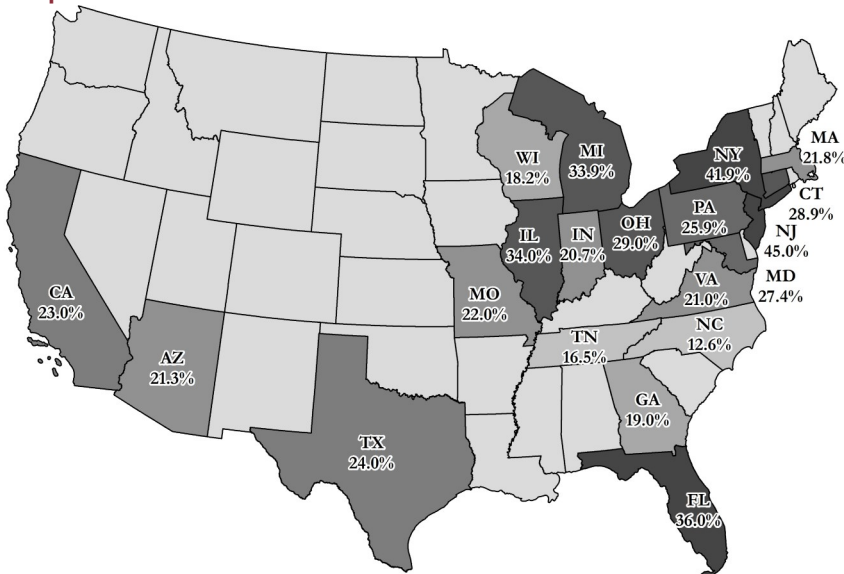 MA
21.8%
WI
18.2%
MI
33.9%
NY
41.9%
CT
28.9%
PA
25.9%
NJ
45.0%
IL
34.0%
IN
20.7%
OH
29.0%
MD
27.4%
VA
21.0%
CA
23.0%
MO
22.0%
NC
12.6%
TN
16.5%
AZ
21.3%
GA
19.0%
TX
24.0%
FL
36.0%